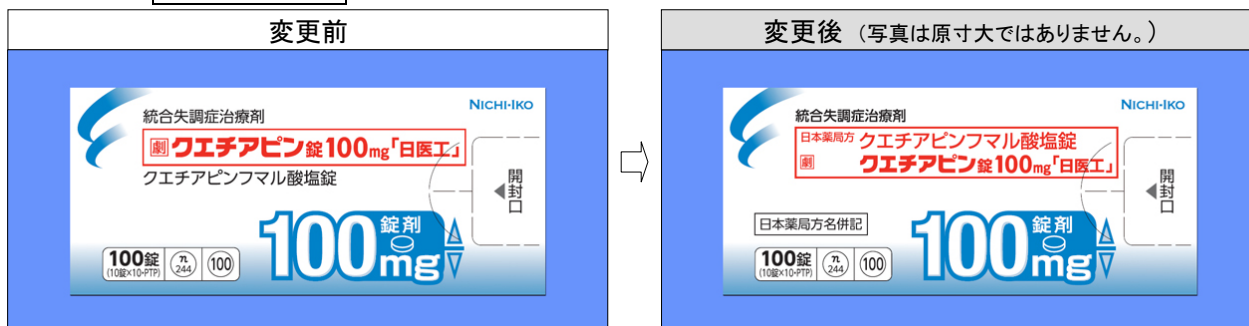 変更前
NICHI-IKO
統合失調症治療剤
劇 クエチアピン錠100mg「日医工」
クエチアピンフマル酸塩錠
開封口
100mg 錠剤
100錠
(10錠×10・PTP)
n 244
100
変更後 (写真は原寸大ではありません。)
NICHI-IKO
統合失調症治療剤
日本薬局方 クエチアピンフマル酸塩錠
劇 クエチアピン錠100mg「日医工」
開封口
日本薬局方名併記
100mg 錠剤
100錠
(10錠×10・PTP)
n 244
100